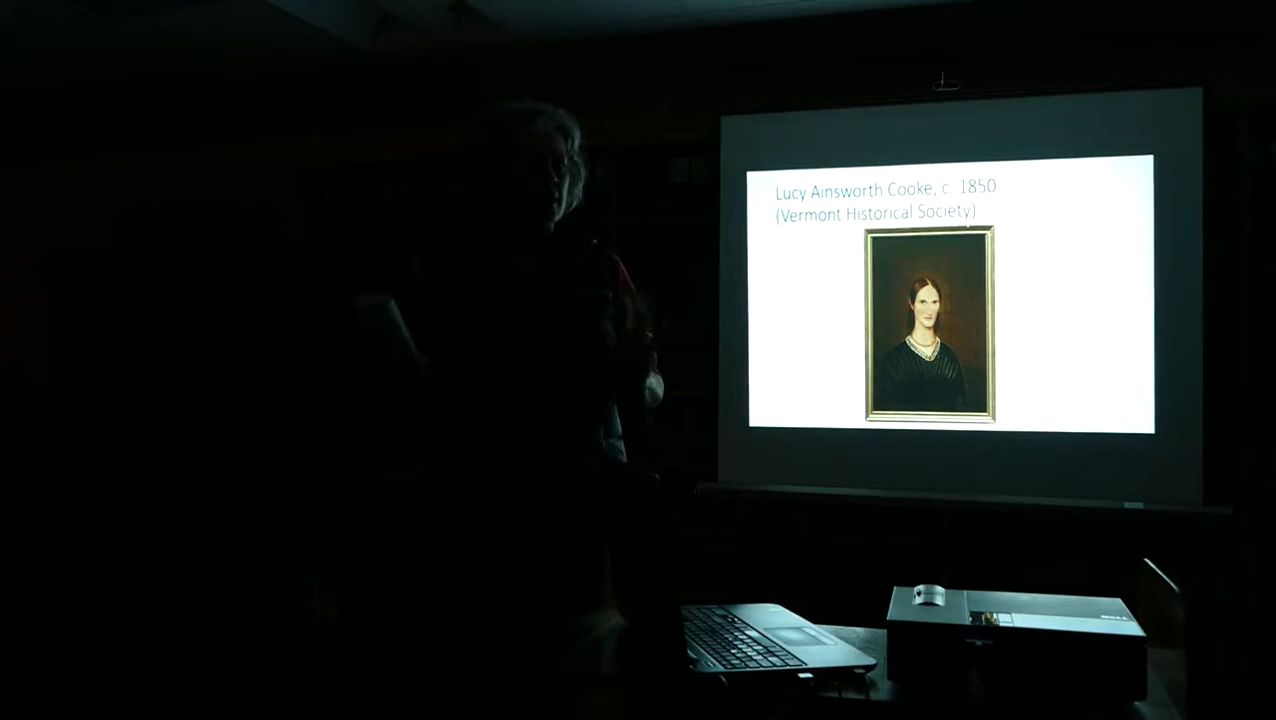 Lucy Ainsworth Cooke, c. 1850
(Vermont Historical Society)